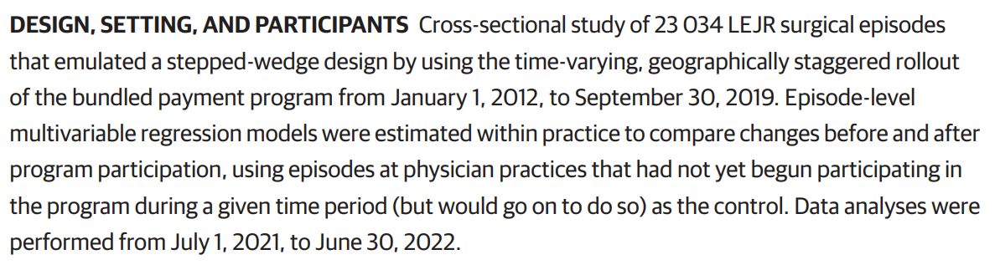 DESIGN, SETTING, AND PARTICIPANTS Cross-sectional study of 23 034 LEJR surgical episodes
that emulated a stepped-wedge design by using the time-varying, geographically staggered rollout
of the bundled payment program from January 1, 2012, to September 30, 2019. Episode-level
multivariable regression models were estimated within practice to compare changes before and after
program participation, using episodes at physician practices that had not yet begun participating in
the program during a given time period (but would go on to do so) as the control. Data analyses were
performed from July 1, 2021, to June 30, 2022.